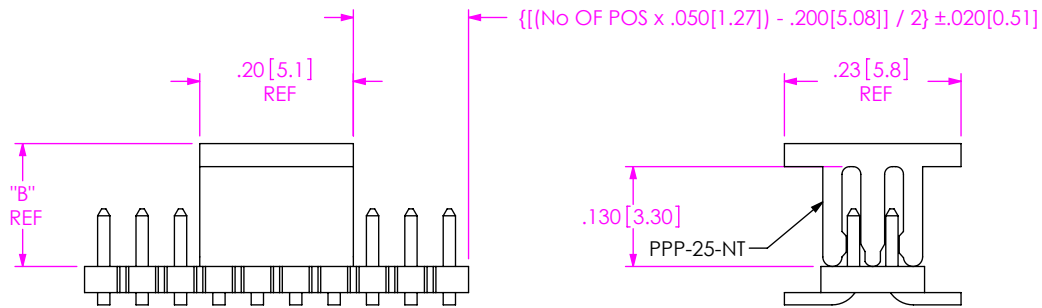 {[(No OF POS x .050[1.27]) - .200[5.08]] / 2} ±.020[0.51]
.20[5.1]
REF
.23[5.8]
REF
"B"
REF
.130[3.30]
PPP-25-NT